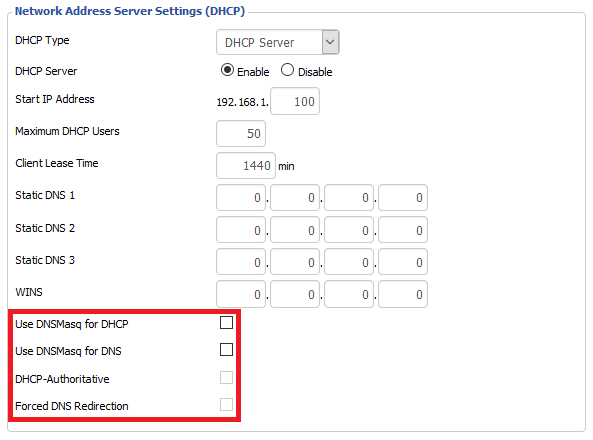 Network Address Server Settings (DHCP)
DHCP Type DHCP Server
DHCP Server Enable Disable
Start IP Address 192.168.1. 100
Maximum DHCP Users 50
Client Lease Time 1440 min
Static DNS 1 0 . 0 . 0 . 0
Static DNS 2 0 . 0 . 0 . 0
Static DNS 3 0 . 0 . 0 . 0
WINS 0 . 0 . 0 . 0
Use DNSMasq for DHCP
Use DNSMasq for DNS
DHCP-Authoritative
Forced DNS Redirection